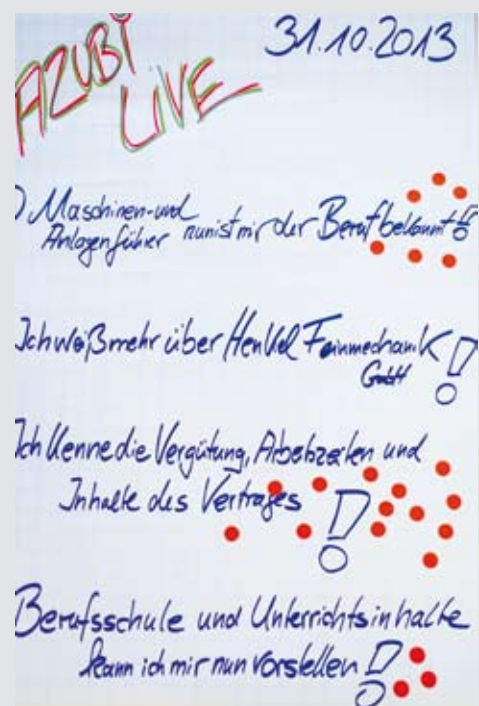 AZUBI
LIVE
31.10.2013
Maschinen- und
Anlagenführer nun ist mir der Beruf bekannt!
Ich weiß mehr über Henkel Feinmechanik
GmbH!
Ich kenne die Vergütung, Arbeitszeiten und
Inhalte des Vertrages!
Berufsschule und Unterrichtsinhalte
kann ich mir nun vorstellen!